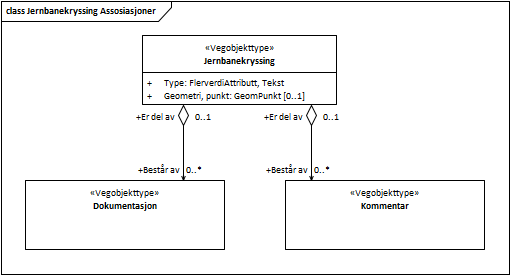 class Jernbanekryssing Assosiasjoner
«Vegobjekttype»
Jernbanekryssing
+ Type: FlerverdiAttributt, Tekst
+ Geometri, punkt: GeomPunkt [0..1]
+Er del av 0..1 +Er del av 0..1
+Består av 0..* +Består av 0..*
«Vegobjekttype» «Vegobjekttype»
Dokumentasjon Kommentar